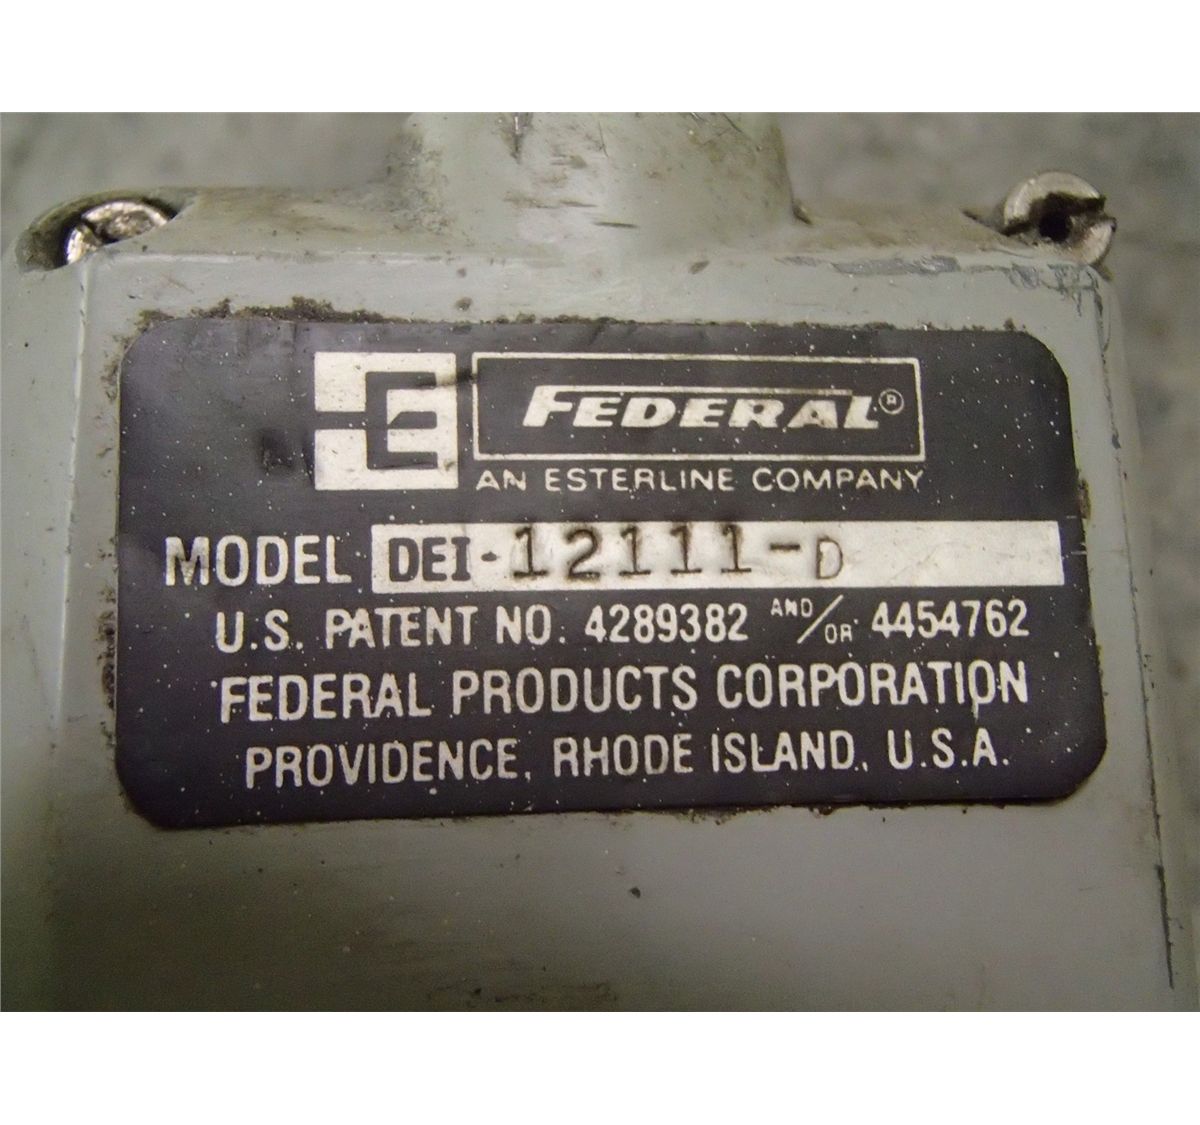 E FEDERAL®
AN ESTERLINE COMPANY
MODEL DEI-12111-D
U.S. PATENT NO. 4289382 AND/OR 4454762
FEDERAL PRODUCTS CORPORATION
PROVIDENCE, RHODE ISLAND, U.S.A.